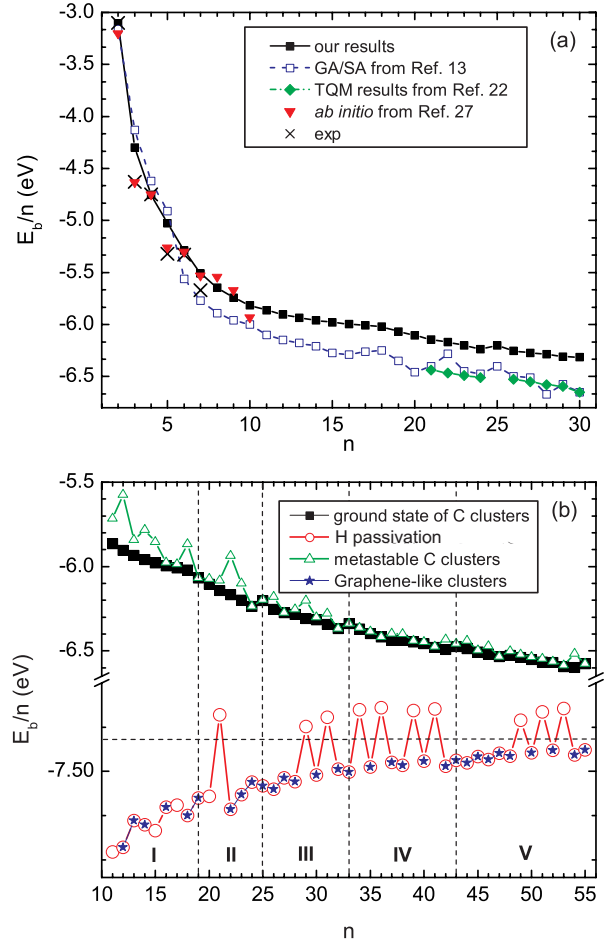 -3.0
-3.5
-4.0
-4.5
-5.0
-5.5
-6.0
-6.5
E_b/n (eV)
(a)
our results
GA/SA from Ref. 13
TQM results from Ref. 22
ab initio from Ref. 27
exp
5 10 15 20 25 30
n
-5.5
-6.0
-6.5
-7.50
E_b/n (eV)
(b)
ground state of C clusters
H passivation
metastable C clusters
Graphene-like clusters
I II III IV V
10 15 20 25 30 35 40 45 50 55
n